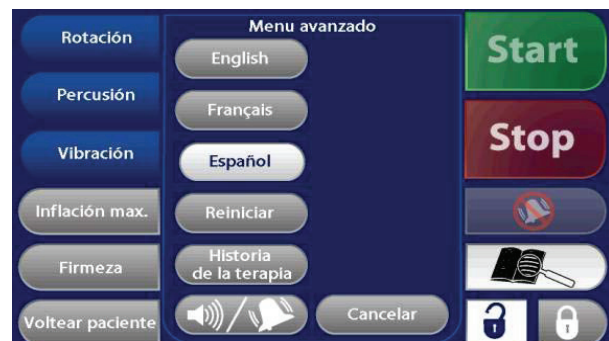 Rotación
Percusión
Vibración
Inflación max.
Firmeza
Voltear paciente
Menu avanzado
English
Français
Español
Reiniciar
Historia
de la terapia
Cancelar
Start
Stop